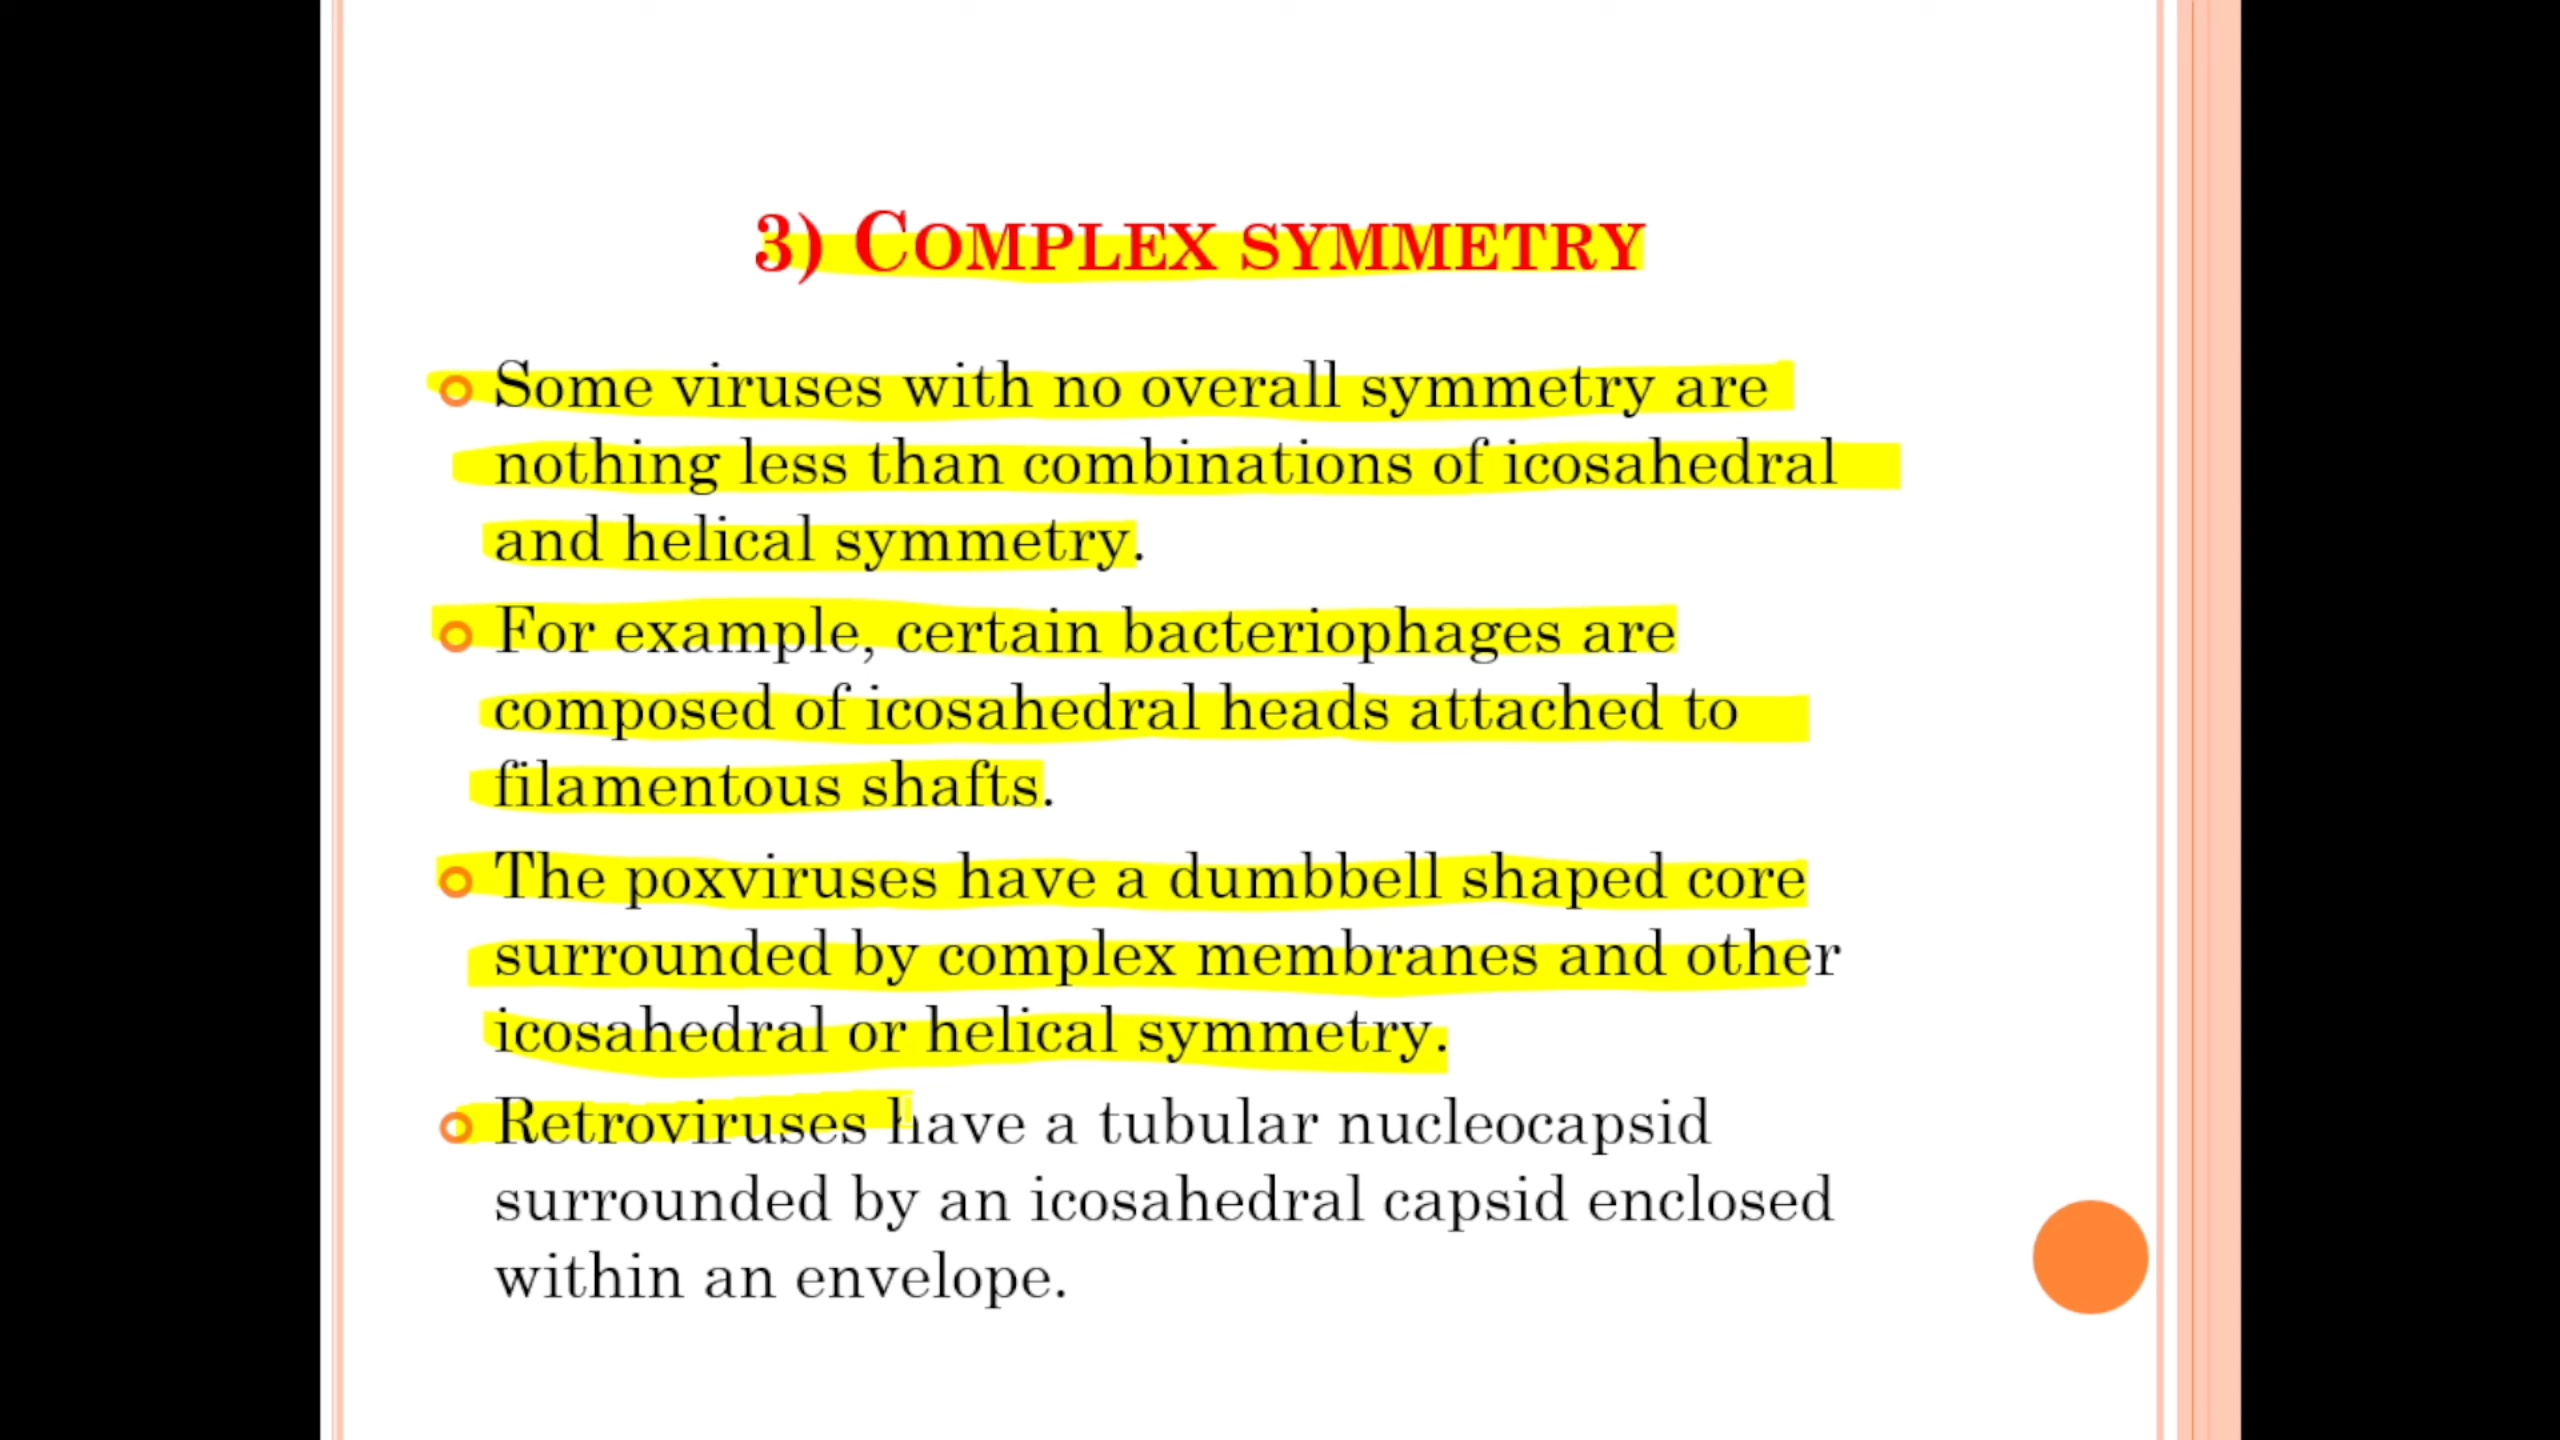 3) COMPLEX SYMMETRY
Some viruses with no overall symmetry are
nothing less than combinations of icosahedral
and helical symmetry.
For example, certain bacteriophages are
composed of icosahedral heads attached to
filamentous shafts.
The poxviruses have a dumbbell shaped core
surrounded by complex membranes and other
icosahedral or helical symmetry.
Retroviruses have a tubular nucleocapsid
surrounded by an icosahedral capsid enclosed
within an envelope.